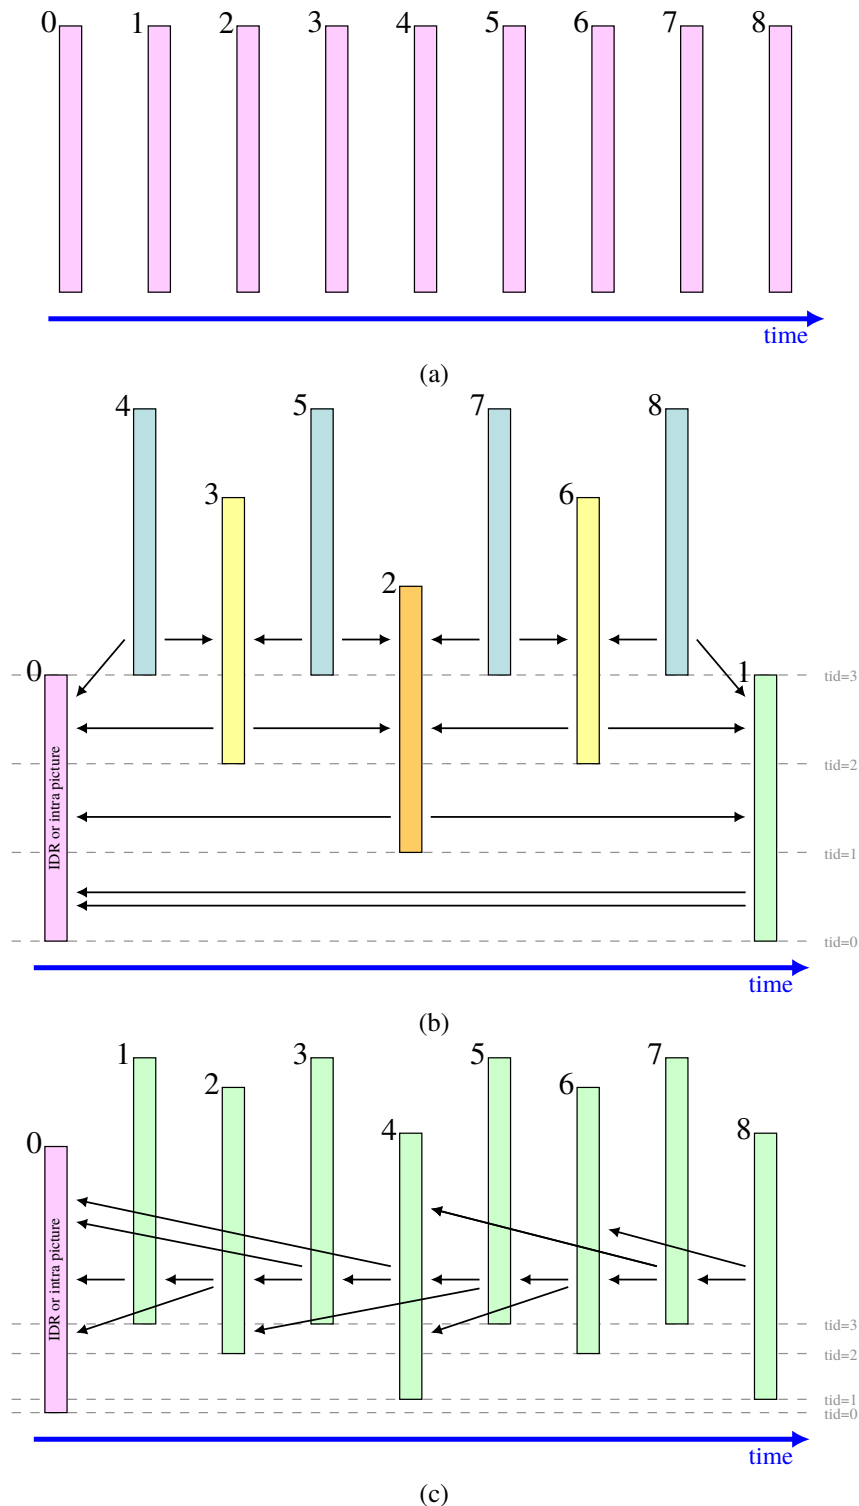 0 1 2 3 4 5 6 7 8
time
(a)
4 5 7 8
3 6
2
0 1
tid=3
IDR or intra picture
tid=2
tid=1
tid=0
time
(b)
1 3 5 7
2 6
4 8
0
IDR or intra picture
tid=3
tid=2
tid=1
tid=0
time
(c)